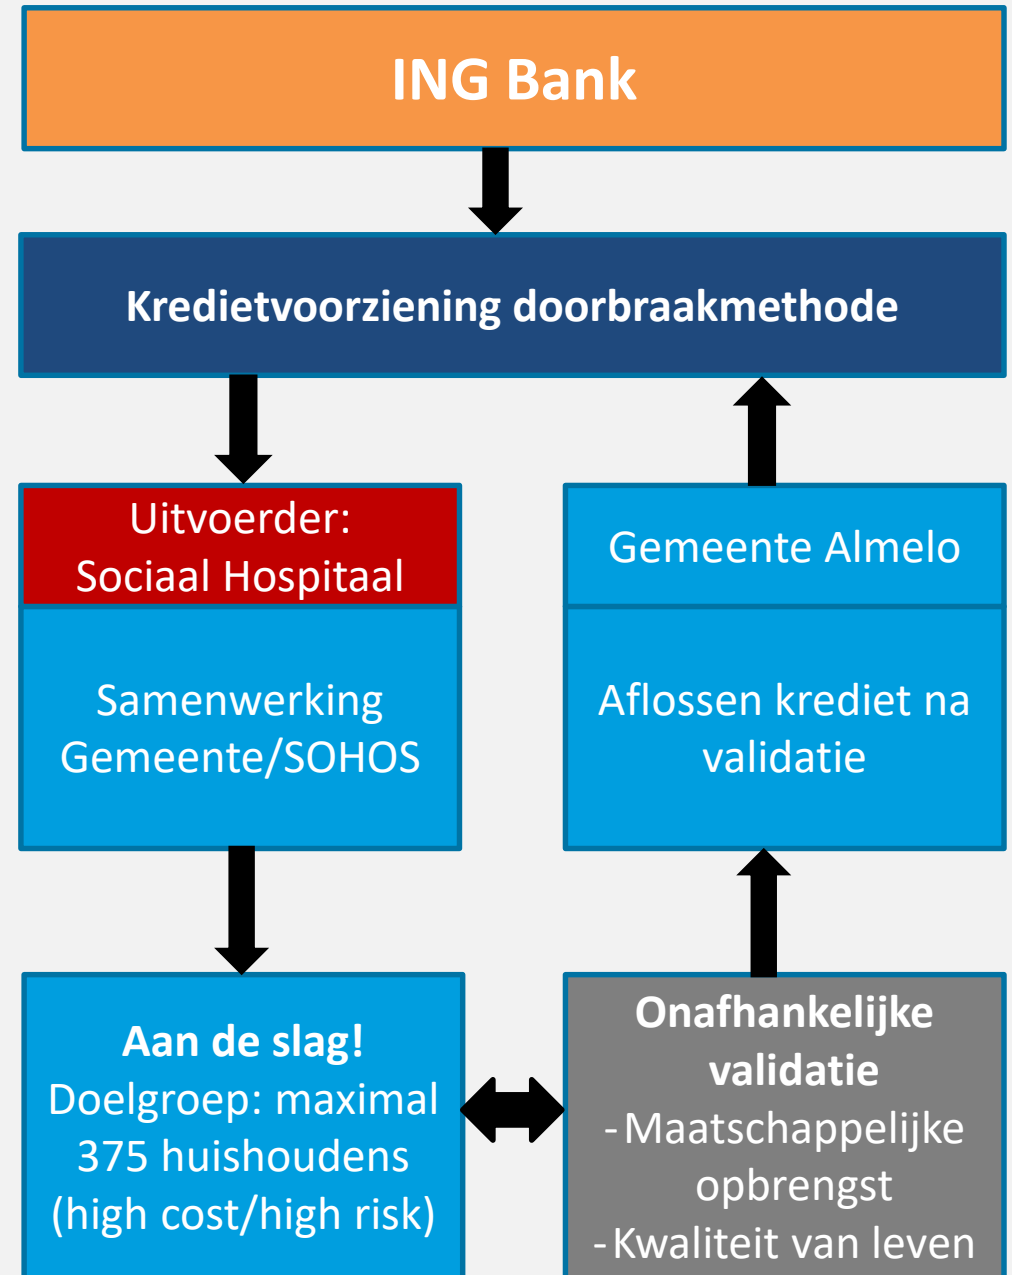 ING Bank
Kredietvoorziening doorbraakmethode
Uitvoerder:
Sociaal Hospitaal
Samenwerking
Gemeente/SOHOS
Gemeente Almelo
Aflossen krediet na
validatie
Aan de slag!
Doelgroep: maximal
375 huishoudens
(high cost/high risk)
Onafhankelijke
validatie
- Maatschappelijke
opbrengst
- Kwaliteit van leven